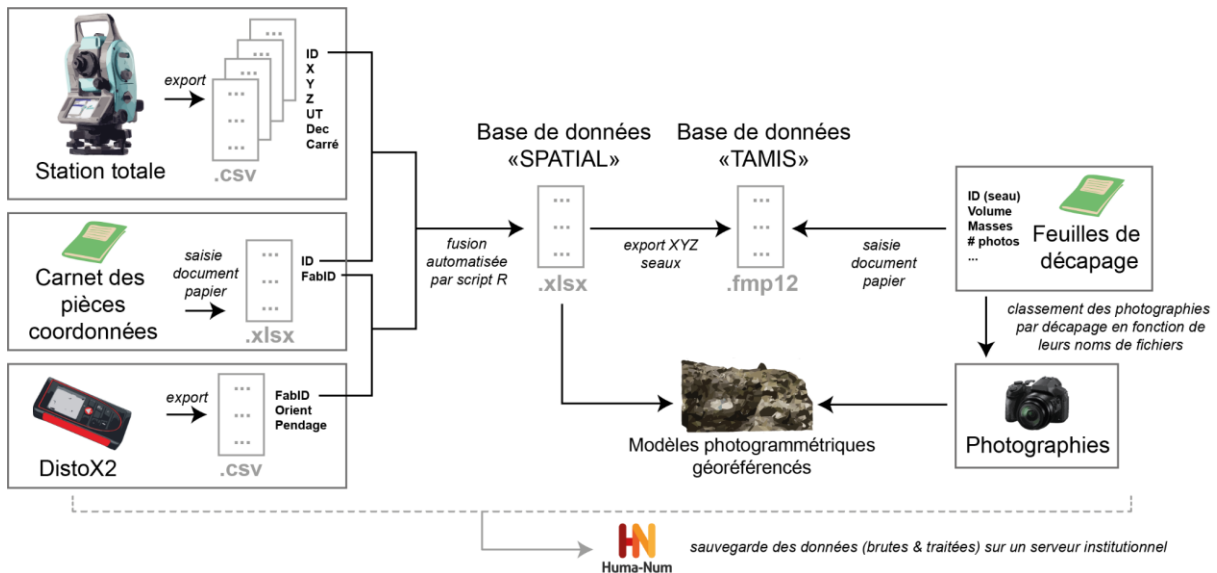 Station totale
export
...
...
...
...
...
...
.csv
ID
X
Y
Z
UT
Dec
Carré
Carnet des
pièces
coordonnées
saisie
document
papier
...
...
...
.xlsx
ID
FabID
DistoX2
export
...
...
...
.csv
FabID
Orient
Pendage
fusion
automatisée
par script R
Base de données
«SPATIAL»
...
...
...
.xlsx
export XYZ
seaux
Base de données
«TAMIS»
...
...
...
.fmp12
saisie
document
papier
ID (seau)
Volume
Masses
# photos
...
Feuilles de
décapage
classement des photographies
par décapage en fonction de
leurs noms de fichiers
Photographies
Modèles photogrammétriques
géoréférencés
HN
Huma-Num
sauvegarde des données (brutes & traitées) sur un serveur institutionnel